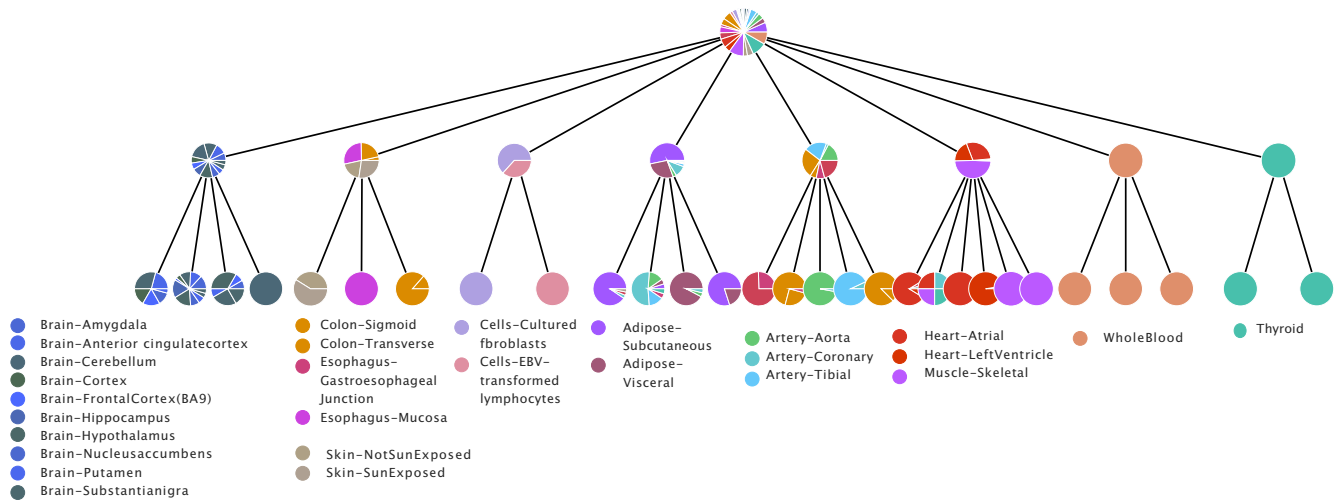 Brain-Amygdala
Brain-Anterior cingulatecortex
Brain-Cerebellum
Brain-Cortex
Brain-FrontalCortex(BA9)
Brain-Hippocampus
Brain-Hypothalamus
Brain-Nucleusaccumbens
Brain-Putamen
Brain-Substantianigra
Colon-Sigmoid
Colon-Transverse
Esophagus-
Gastroesophageal
Junction
Esophagus-Mucosa
Skin-NotSunExposed
Skin-SunExposed
Cells-Cultured
fbroblasts
Cells-EBV-
transformed
lymphocytes
Adipose-
Subcutaneous
Adipose-
Visceral
Artery-Aorta
Artery-Coronary
Artery-Tibial
Heart-Atrial
Heart-LeftVentricle
Muscle-Skeletal
WholeBlood
Thyroid